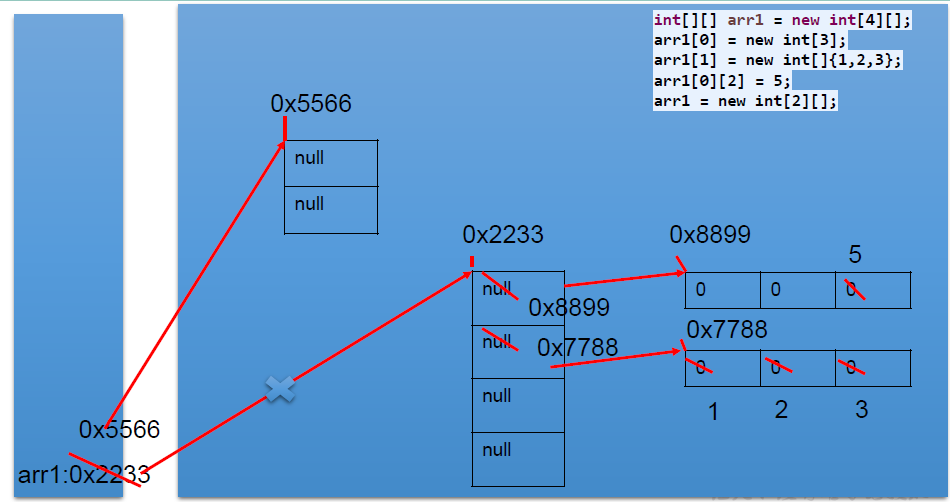 int[][] arr1 = new int[4][];
arr1[0] = new int[3];
arr1[1] = new int[]{1,2,3};
arr1[0][2] = 5;
arr1 = new int[2][];
0x5566
null
null
0x2233
0x8899
5
null
0 0 0
0x8899
0x7788
null
0x7788
0 0 0
null
1 2 3
0x5566
null
arr1:0x2233